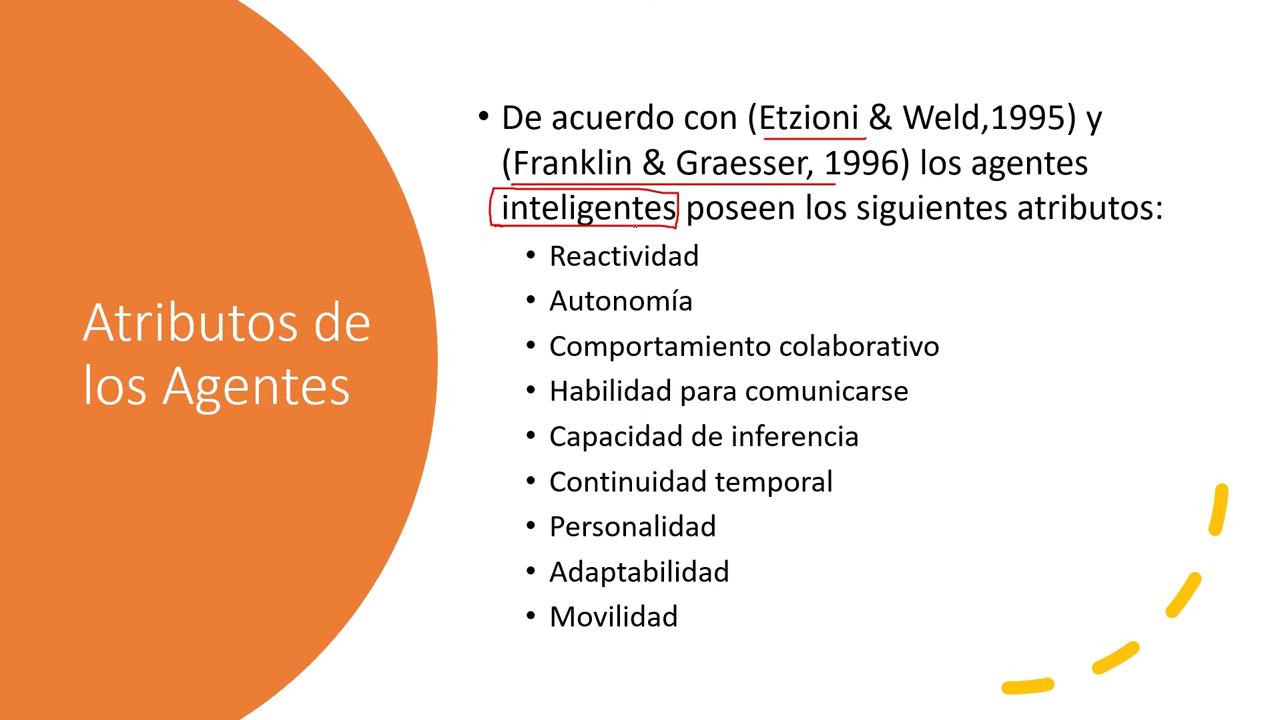 Atributos de
los Agentes
• De acuerdo con (Etzioni & Weld,1995) y
(Franklin & Graesser, 1996) los agentes
inteligentes poseen los siguientes atributos:
• Reactividad
• Autonomía
• Comportamiento colaborativo
• Habilidad para comunicarse
• Capacidad de inferencia
• Continuidad temporal
• Personalidad
• Adaptabilidad
• Movilidad